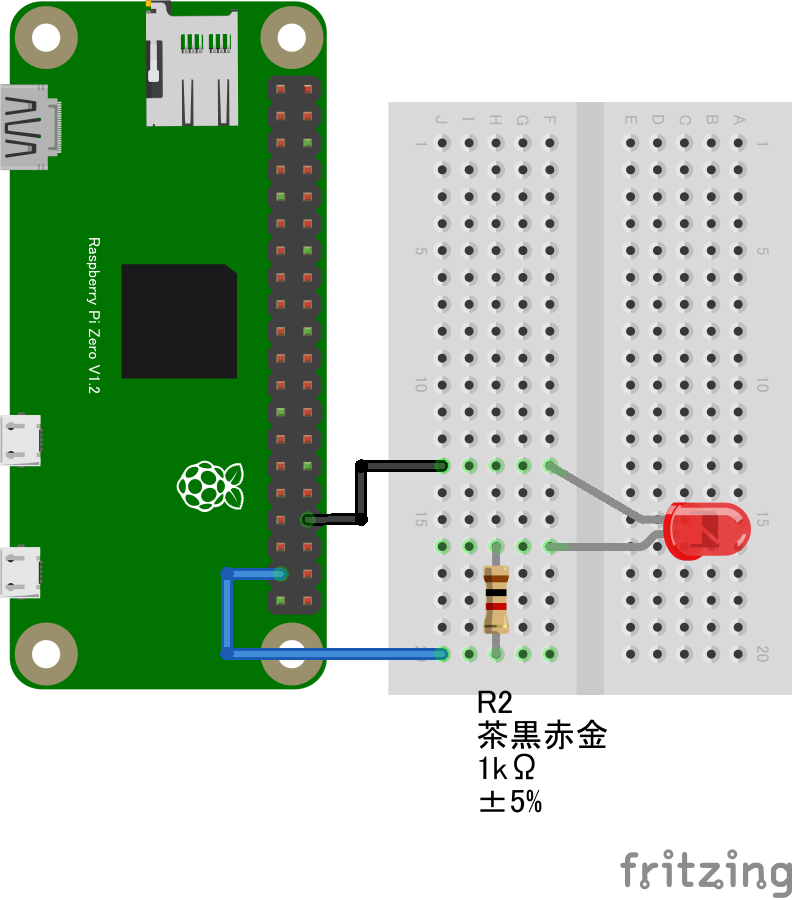 Raspberry Pi Zero V1.2
J I H G F E D C B A
1 1
5 5
10 10
15 15
20 20
R2
茶黒赤金
1kΩ
±5%
fritzing